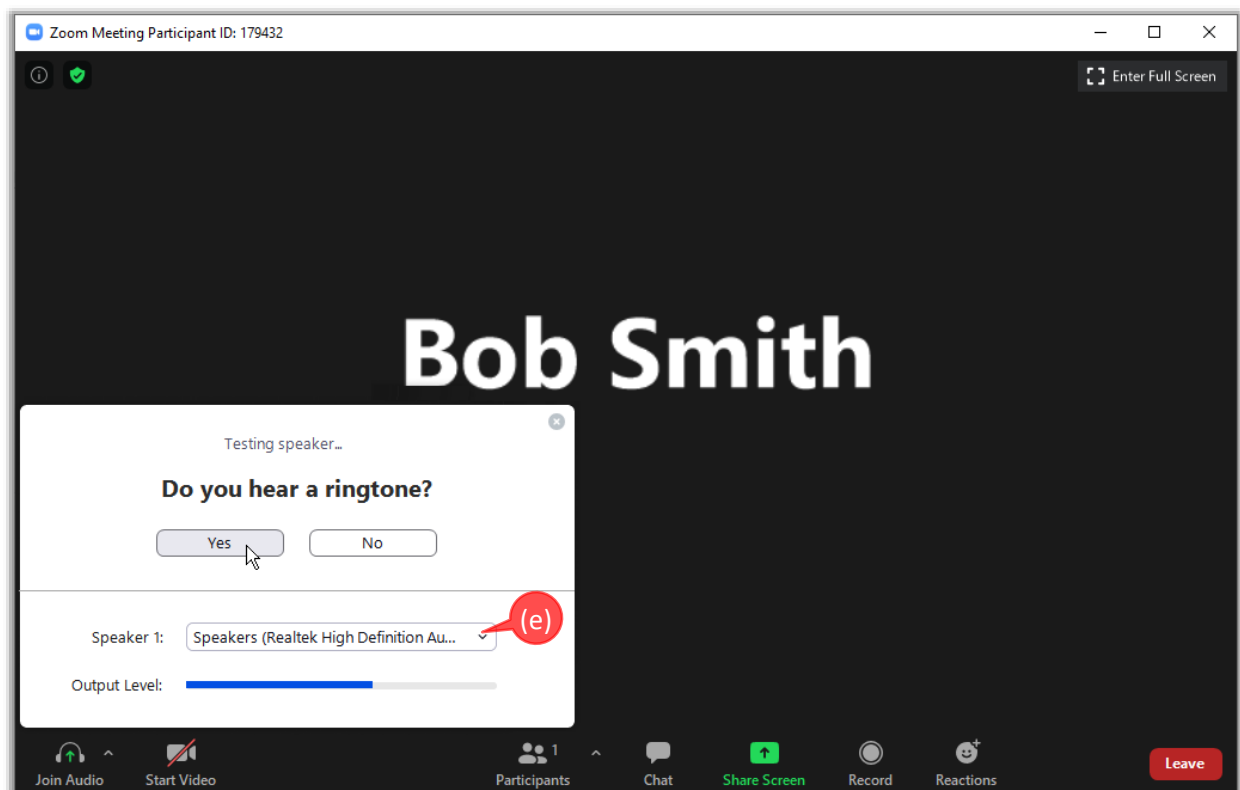 Zoom Meeting Participant ID: 179432
Enter Full Screen
Bob Smith
Testing speaker...
Do you hear a ringtone?
Yes No
(e)
Speaker 1: Speakers (Realtek High Definition Au...
Output Level:
1
Join Audio Start Video Participants Chat Share Screen Record Reactions Leave